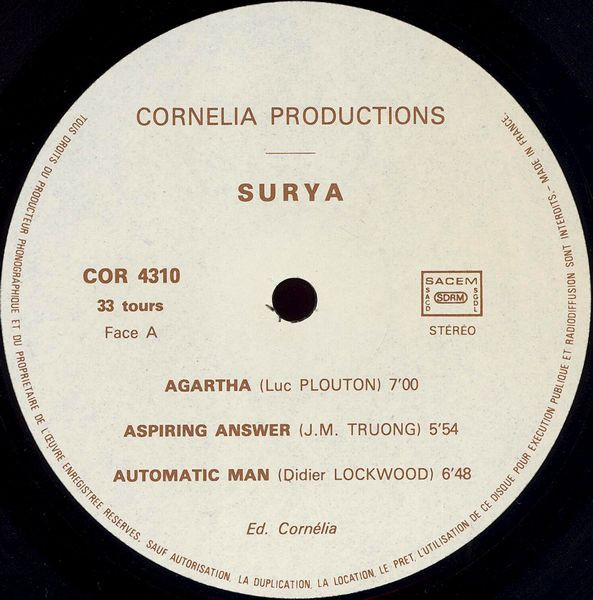 CORNELIA PRODUCTIONS
SURYA
COR 4310
33 tours
Face A
SACEM
SACD
SDRM
SGDL
STÉRÉO
AGARTHA (Luc PLOUTON) 7'00
ASPIRING ANSWER (J.M. TRUONG) 5'54
AUTOMATIC MAN (Didier LOCKWOOD) 6'48
Ed. Cornélia
TOUS DROITS DU PRODUCTEUR PHONOGRAPHIQUE ET DU PROPRIETAIRE DE L'ŒUVRE ENREGISTREE RESERVES, SAUF AUTORISATION, LA DUPLICATION, LA LOCATION, LE PRET, L'UTILISATION DE CE DISQUE POUR EXECUTION PUBLIQUE ET RADIODIFFUSION SONT INTERDITS. - MADE IN FRANCE.